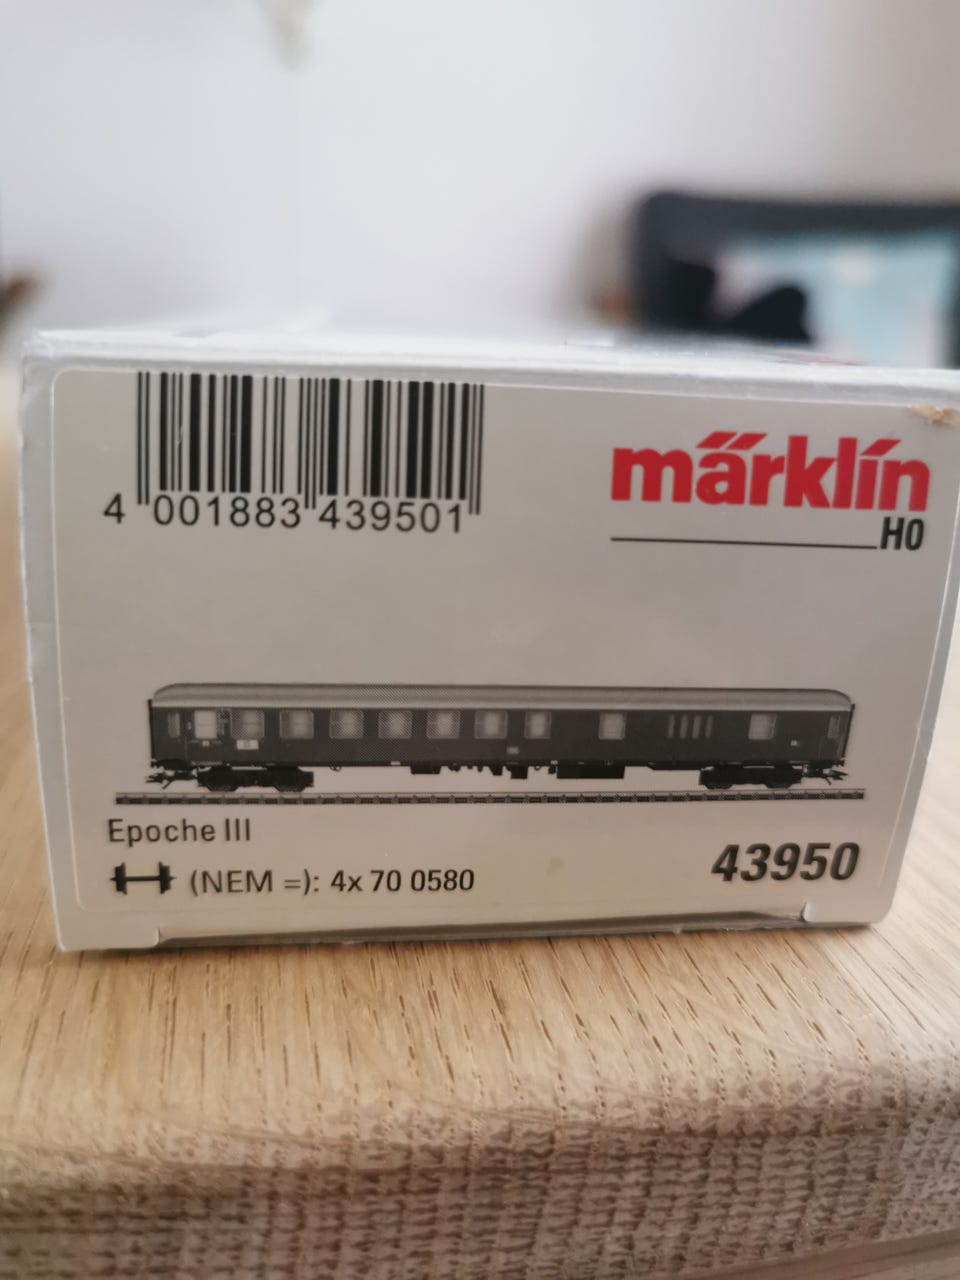 4 001883 439501
märklin
H0
Epoche III
(NEM =): 4x 70 0580
43950